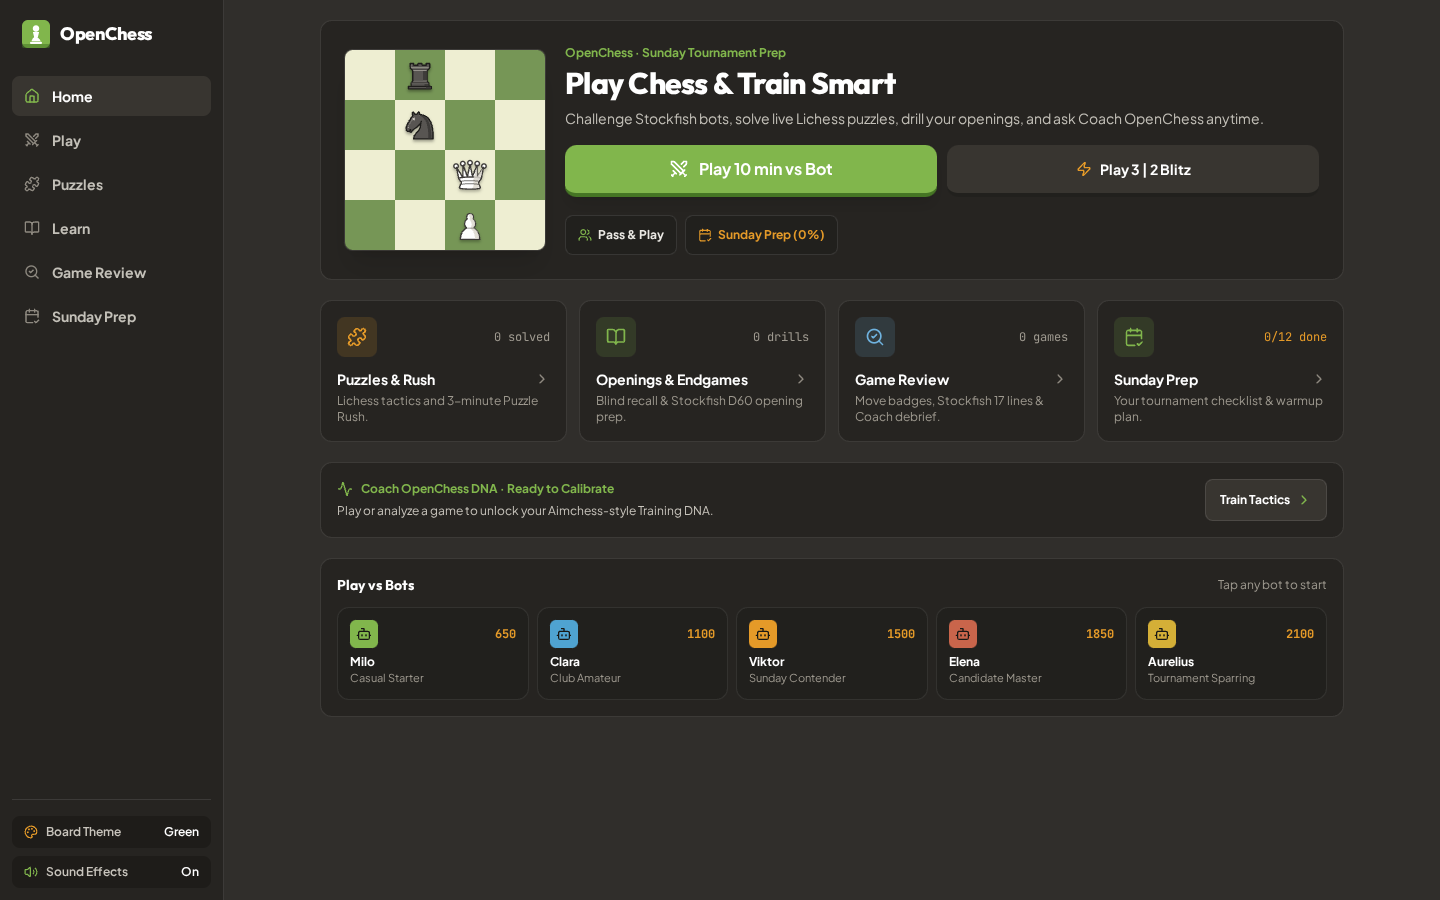 OpenChess
Home
Play
Puzzles
Learn
Game Review
Sunday Prep
Board Theme Green
Sound Effects On
OpenChess · Sunday Tournament Prep
Play Chess & Train Smart
Challenge Stockfish bots, solve live Lichess puzzles, drill your openings, and ask Coach OpenChess anytime.
Play 10 min vs Bot
Play 3 | 2 Blitz
Pass & Play
Sunday Prep (0%)
0 solved
Puzzles & Rush
Lichess tactics and 3-minute Puzzle
Rush.
0 drills
Openings & Endgames
Blind recall & Stockfish D60 opening
prep.
0 games
Game Review
Move badges, Stockfish 17 lines &
Coach debrief.
0/12 done
Sunday Prep
Your tournament checklist & warmup
plan.
Coach OpenChess DNA · Ready to Calibrate
Play or analyze a game to unlock your Aimchess-style Training DNA.
Train Tactics
Play vs Bots
Tap any bot to start
650
Milo
Casual Starter
1100
Clara
Club Amateur
1500
Viktor
Sunday Contender
1850
Elena
Candidate Master
2100
Aurelius
Tournament Sparring